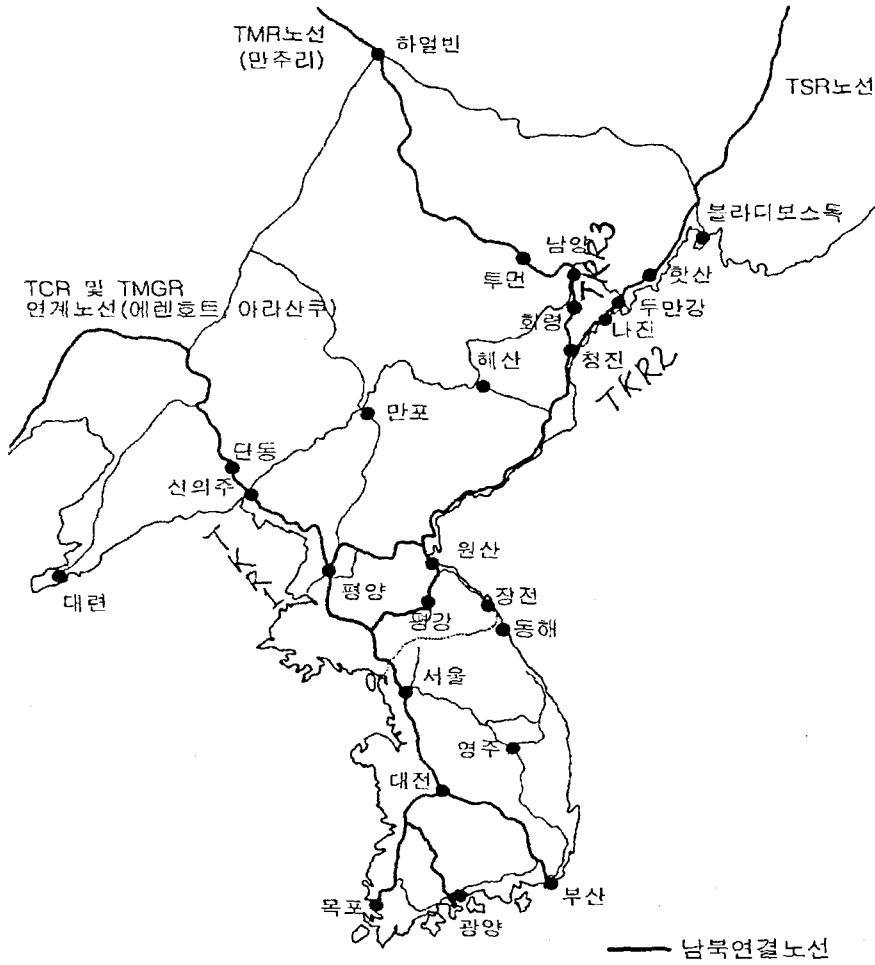 TMR노선
(만주리)
하얼빈
TSR노선
블라디보스톡
남양
TKR3
투먼
핫산
TCR 및 TMGR
연계노선(에렌호트, 아라산쿠)
두만강
회령
나진
청진
혜산
TKR2
만포
단동
신의주
TKR1
원산
평양
대련
장전
평강
동해
서울
영주
대전
부산
목포
광양
남북연결노선